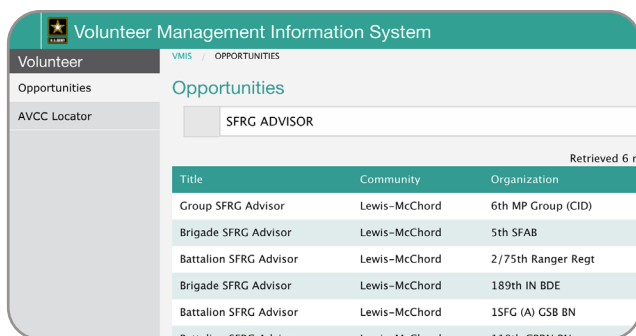 Volunteer Management Information System
Volunteer
VMIS / OPPORTUNITIES
Opportunities
AVCC Locator
Opportunities
SFRG ADVISOR
Retrieved 6
Title Community Organization
Group SFRG Advisor Lewis-McChord 6th MP Group (CID)
Brigade SFRG Advisor Lewis-McChord 5th SFAB
Battalion SFRG Advisor Lewis-McChord 2/75th Ranger Regt
Brigade SFRG Advisor Lewis-McChord 189th IN BDE
Battalion SFRG Advisor Lewis-McChord 1SFG (A) GSB BN